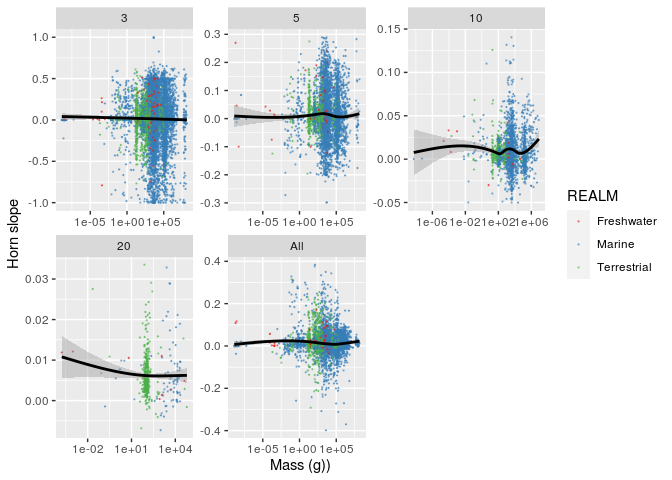 3
5
10
1.0
0.5
0.0
-0.5
-1.0
0.3
0.2
0.1
0.0
-0.1
-0.2
-0.3
0.15
0.10
0.05
0.00
-0.05
1e-05 1e+00 1e+05
1e-05 1e+00 1e+05
1e-06 1e-02 1e+02 1e+06
Horn slope
REALM
Freshwater
Marine
Terrestrial
20
All
0.03
0.02
0.01
0.00
0.4
0.2
0.0
-0.2
-0.4
1e-02 1e+01 1e+04
1e-05 1e+00 1e+05
Mass (g))